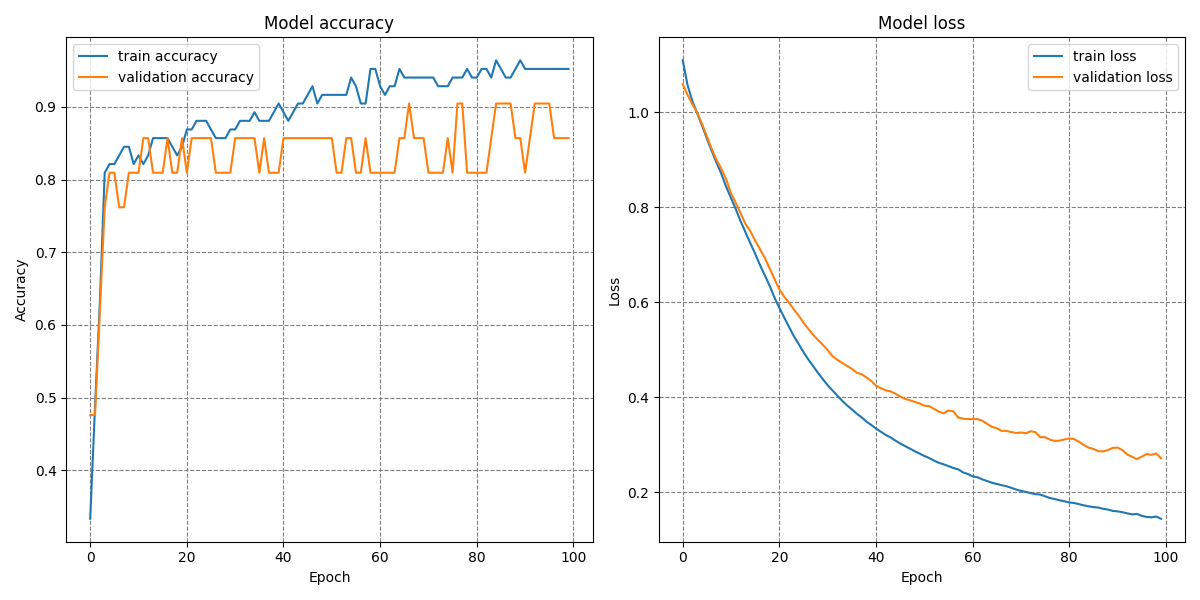 Model accuracy
train accuracy
validation accuracy
0.9
0.8
0.7
0.6
0.5
0.4
Accuracy
0 20 40 60 80 100
Epoch
Model loss
train loss
validation loss
1.0
0.8
0.6
0.4
0.2
Loss
0 20 40 60 80 100
Epoch